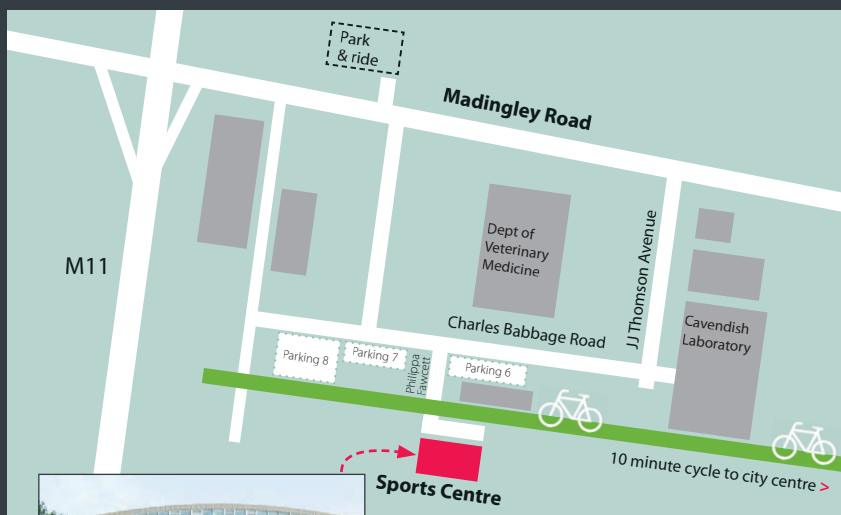 Park
& ride
Madingley Road
M11
Dept of
Veterinary
Medicine
JJ Thomson Avenue
Cavendish
Laboratory
Charles Babbage Road
Parking 8
Parking 7
Philippa
Fawcett
Parking 6
10 minute cycle to city centre >
Sports Centre